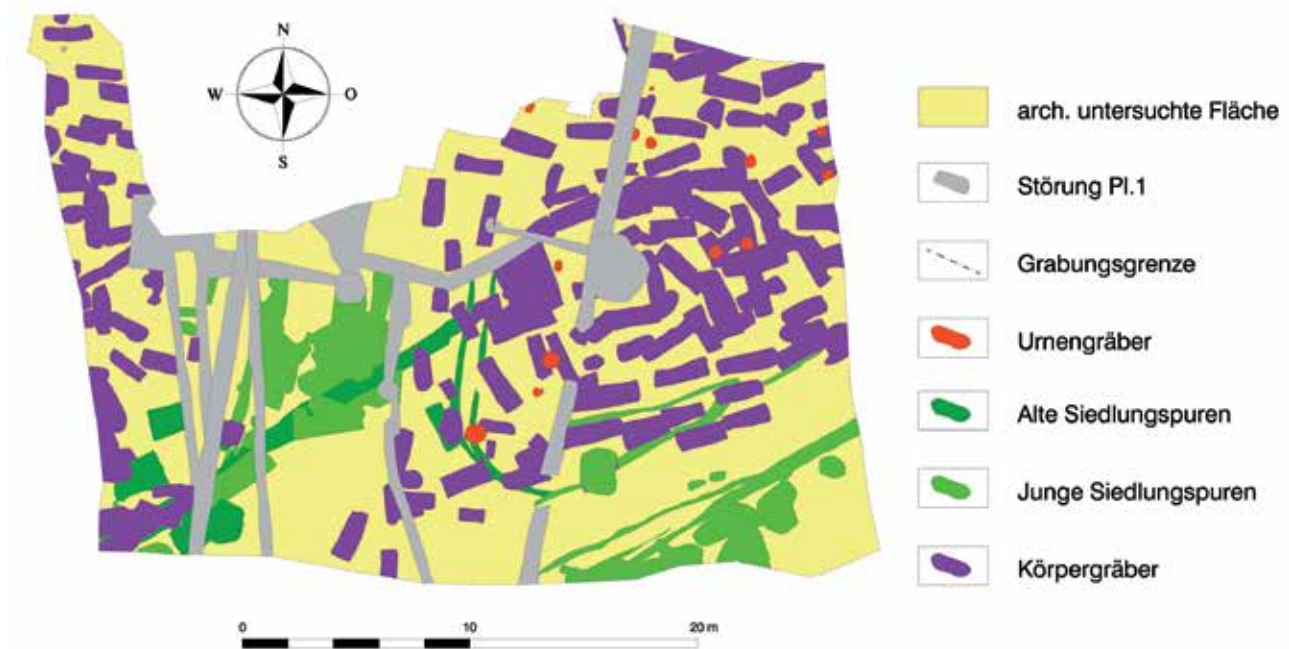 N
W O
S
arch. untersuchte Fläche
Störung Pl.1
Grabungsgrenze
Urnengräber
Alte Siedlungspuren
Junge Siedlungspuren
Körpergräber
0 10 20 m